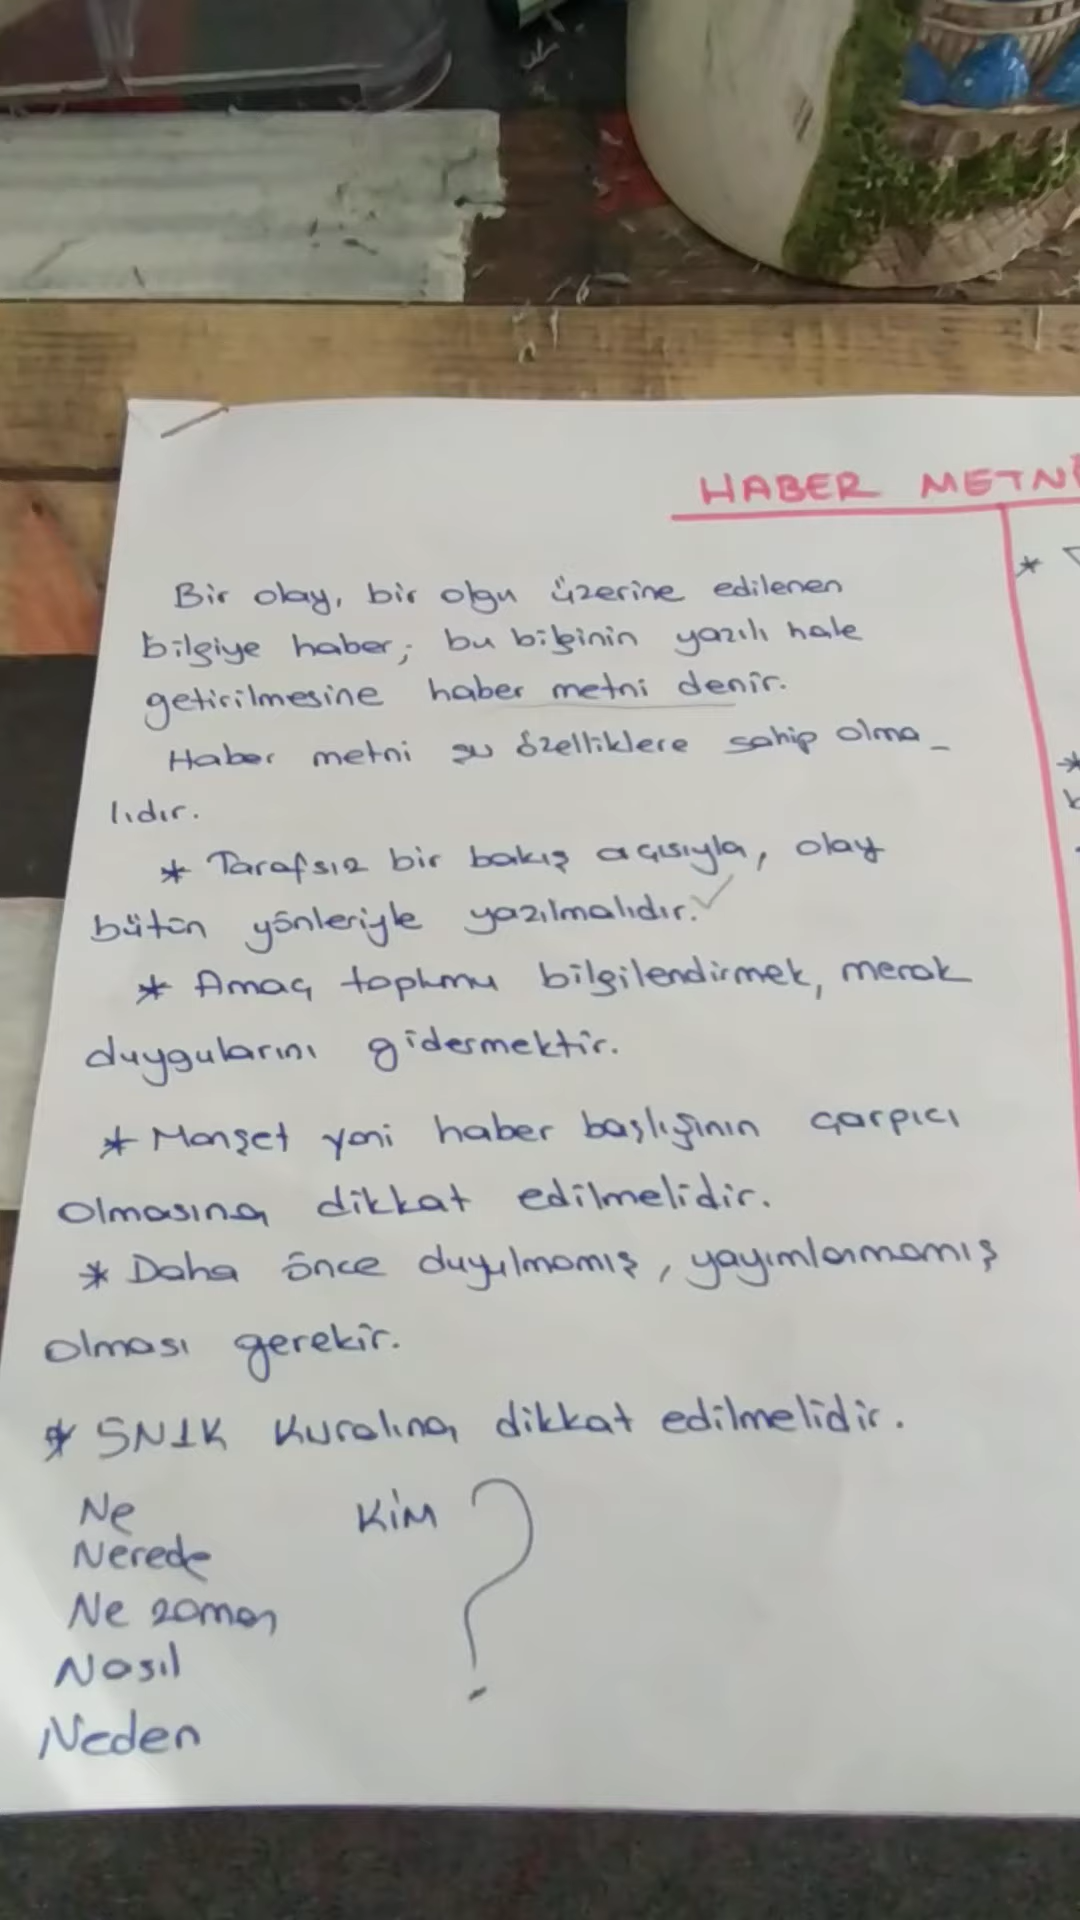 HABER METNİ
Bir olay, bir olgu üzerine edilenen
bilgiye haber; bu bilginin yazılı hale
getirilmesine haber metni denir.
Haber metni şu özelliklere sahip olma_
lıdır.
* Tarafsız bir bakış açısıyla, olay
bütün yönleriyle yazılmalıdır.
* Amaç toplumu bilgilendirmek, merak
duygularını gidermektir.
* Manşet yani haber başlığının çarpıcı
olmasına dikkat edilmelidir.
* Daha önce duyulmamış, yayımlanmamış
olması gerekir.
* 5N1K Kuralına dikkat edilmelidir.
Ne KİM ?
Nerede
Ne zaman
Nasıl
Neden